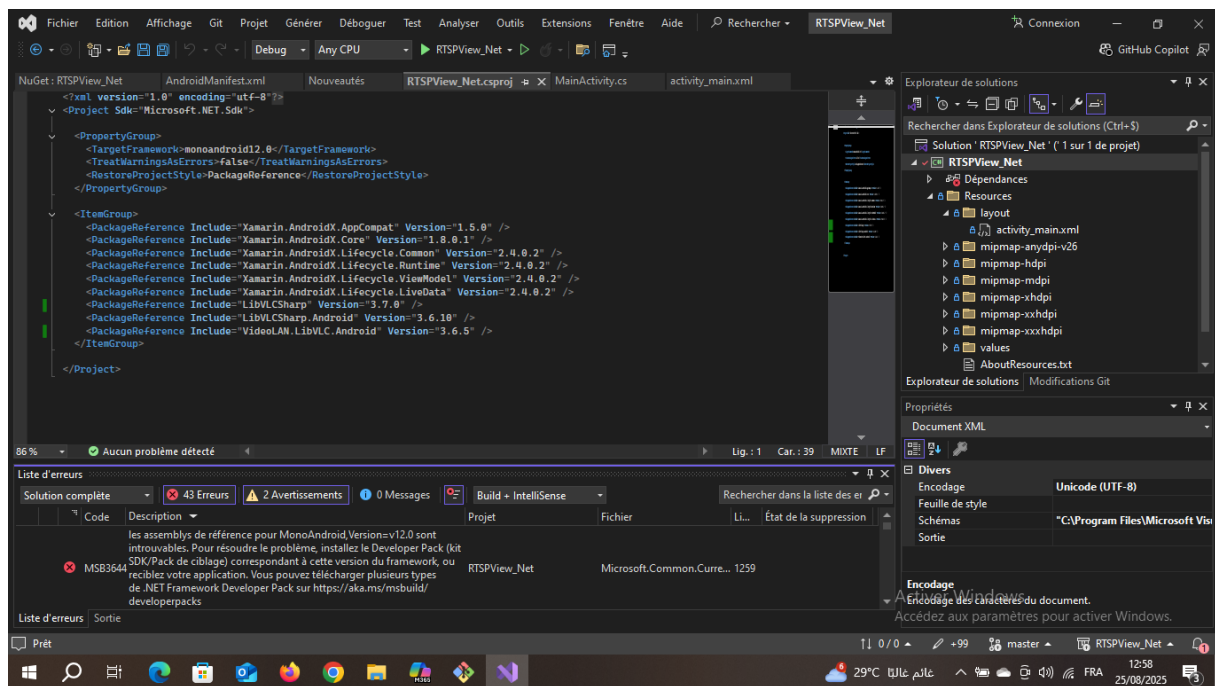 Fichier Edition Affichage Git Projet Générer Déboguer Test Analyser Outils Extensions Fenêtre Aide Rechercher RTSPView_Net Connexion
Debug Any CPU RTSPView_Net GitHub Copilot
NuGet : RTSPView_Net AndroidManifest.xml Nouveautés RTSPView_Net.csproj MainActivity.cs activity_main.xml
<?xml version="1.0" encoding="utf-8"?>
<Project Sdk="Microsoft.NET.Sdk">
<PropertyGroup>
<TargetFramework>monoandroid12.0</TargetFramework>
<TreatWarningsAsErrors>false</TreatWarningsAsErrors>
<RestoreProjectStyle>PackageReference</RestoreProjectStyle>
</PropertyGroup>
<ItemGroup>
<PackageReference Include="Xamarin.AndroidX.AppCompat" Version="1.5.0" />
<PackageReference Include="Xamarin.AndroidX.Core" Version="1.8.0.1" />
<PackageReference Include="Xamarin.AndroidX.Lifecycle.Common" Version="2.4.0.2" />
<PackageReference Include="Xamarin.AndroidX.Lifecycle.Runtime" Version="2.4.0.2" />
<PackageReference Include="Xamarin.AndroidX.Lifecycle.ViewModel" Version="2.4.0.2" />
<PackageReference Include="Xamarin.AndroidX.Lifecycle.LiveData" Version="2.4.0.2" />
<PackageReference Include="LibVLCSharp" Version="3.7.0" />
<PackageReference Include="LibVLCSharp.Android" Version="3.6.10" />
<PackageReference Include="VideoLAN.LibVLC.Android" Version="3.6.5" />
</ItemGroup>
</Project>
86 % Aucun problème détecté Lig. : 1 Car. : 39 MIXTE LF
Liste d'erreurs
Solution complète 43 Erreurs 2 Avertissements 0 Messages Build + IntelliSense Rechercher dans la liste des er
Code Description Projet Fichier Li... État de la suppression
les assemblys de référence pour MonoAndroid,Version=v12.0 sont
introuvables. Pour résoudre le problème, installez le Developer Pack (kit
SDK/Pack de ciblage) correspondant à cette version du framework, ou
MSB3644 reciblez votre application. Vous pouvez télécharger plusieurs types RTSPView_Net Microsoft.Common.Curre... 1259
de .NET Framework Developer Pack sur https://aka.ms/msbuild/
developerpacks
Liste d'erreurs Sortie
Explorateur de solutions
Rechercher dans Explorateur de solutions (Ctrl+$)
Solution ' RTSPView_Net ' (' 1 sur 1 de projet)
C# RTSPView_Net
Dépendances
Resources
layout
activity_main.xml
mipmap-anydpi-v26
mipmap-hdpi
mipmap-mdpi
mipmap-xhdpi
mipmap-xxhdpi
mipmap-xxxhdpi
values
AboutResources.txt
Explorateur de solutions Modifications Git
Propriétés
Document XML
Divers
Encodage Unicode (UTF-8)
Feuille de style
Schémas "C:\Program Files\Microsoft Vis
Sortie
Encodage
Encodage des caractères du document.
Activer Windows
Accédez aux paramètres pour activer Windows.
Prêt 0 / 0 +99 master RTSPView_Net 1
M365 6 29°C غائم غالبًا FRA 12:58
25/08/2025 3